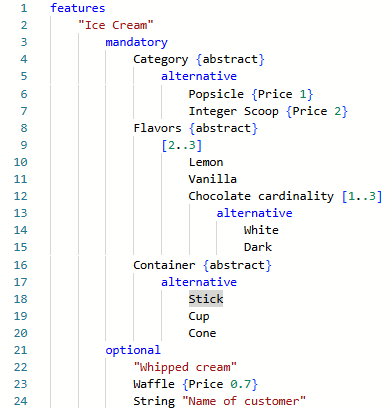 1 features
2 "Ice Cream"
3 mandatory
4 Category {abstract}
5 alternative
6 Popsicle {Price 1}
7 Integer Scoop {Price 2}
8 Flavors {abstract}
9 [2..3]
10 Lemon
11 Vanilla
12 Chocolate cardinality [1..3]
13 alternative
14 White
15 Dark
16 Container {abstract}
17 alternative
18 Stick
19 Cup
20 Cone
21 optional
22 "Whipped cream"
23 Waffle {Price 0.7}
24 String "Name of customer"